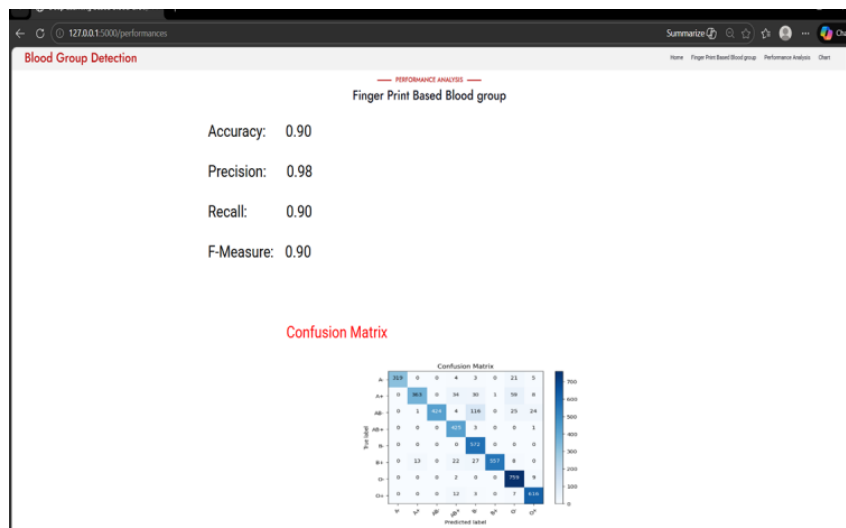 127.0.0.1:5000/performances Summarize
Blood Group Detection Home Finger Print Based Blood group Performance Analysis Chart
PERFORMANCE ANALYSIS
Finger Print Based Blood group
Accuracy: 0.90
Precision: 0.98
Recall: 0.90
F-Measure: 0.90
Confusion Matrix
Confusion Matrix
A- 319 0 0 4 3 0 21 5 700
A+ 0 363 0 34 30 1 59 8 600
AB- 0 1 424 4 116 0 25 24 500
AB+ 0 0 0 425 3 0 0 1 400
B- 0 0 0 0 572 0 0 0 300
B+ 0 13 0 22 27 557 8 0 200
O- 0 0 0 2 0 0 759 9 100
O+ 0 0 0 12 3 0 7 616 0
A- A+ AB- AB+ B- B+ O- O+
True label
Predicted label